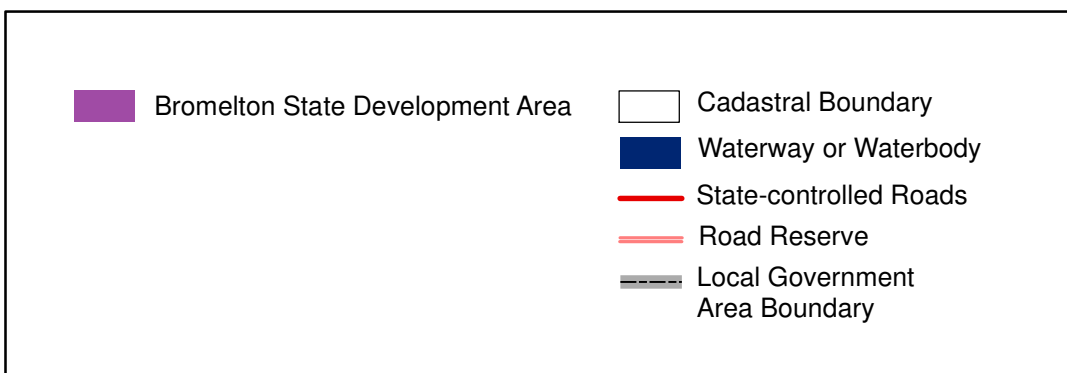 Bromelton State Development Area
Cadastral Boundary
Waterway or Waterbody
State-controlled Roads
Road Reserve
Local Government
Area Boundary